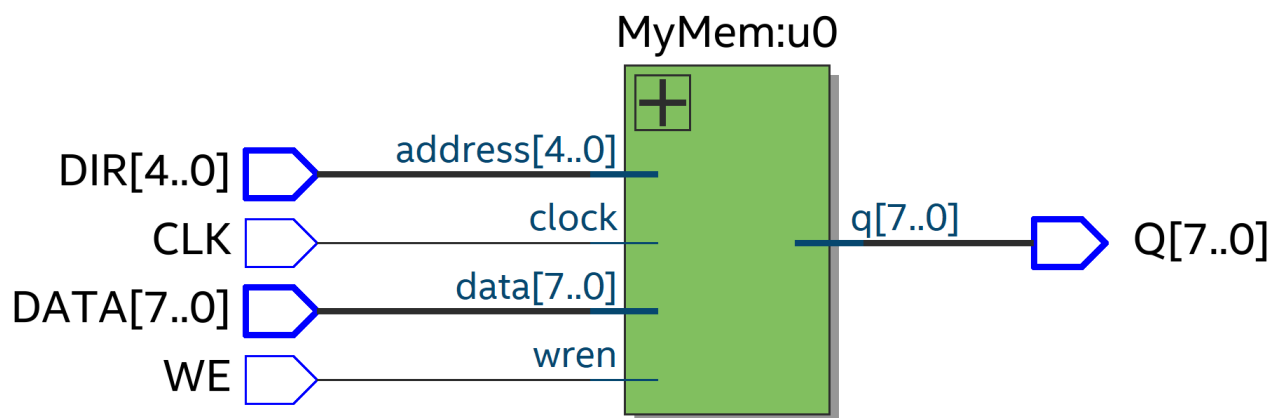 MyMem:u0
DIR[4..0] address[4..0]
CLK clock q[7..0] Q[7..0]
DATA[7..0] data[7..0]
WE wren